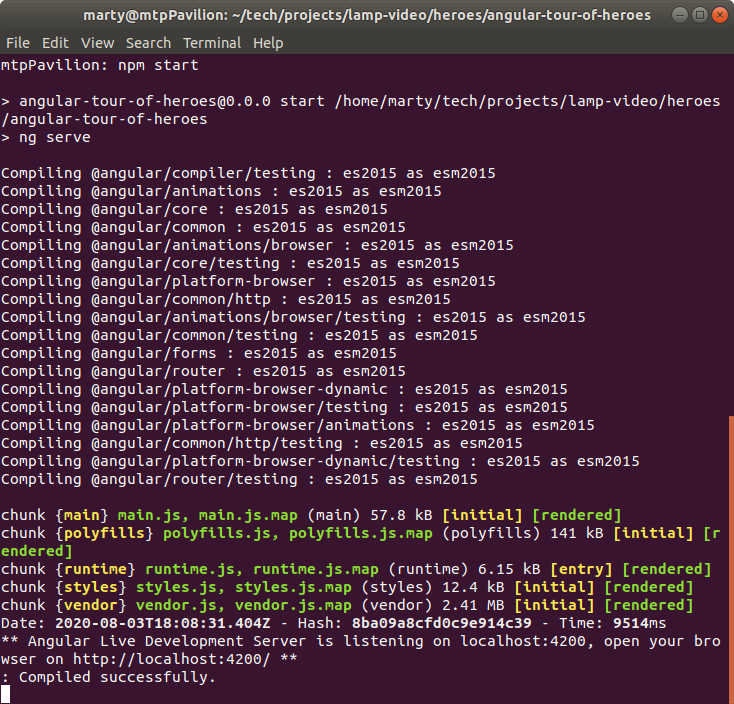 marty@mtpPavilion: ~/tech/projects/lamp-video/heroes/angular-tour-of-heroes
File Edit View Search Terminal Help
mtpPavilion: npm start
> angular-tour-of-heroes@0.0.0 start /home/marty/tech/projects/lamp-video/heroes
/angular-tour-of-heroes
> ng serve
Compiling @angular/compiler/testing : es2015 as esm2015
Compiling @angular/animations : es2015 as esm2015
Compiling @angular/core : es2015 as esm2015
Compiling @angular/common : es2015 as esm2015
Compiling @angular/animations/browser : es2015 as esm2015
Compiling @angular/core/testing : es2015 as esm2015
Compiling @angular/platform-browser : es2015 as esm2015
Compiling @angular/common/http : es2015 as esm2015
Compiling @angular/animations/browser/testing : es2015 as esm2015
Compiling @angular/common/testing : es2015 as esm2015
Compiling @angular/forms : es2015 as esm2015
Compiling @angular/router : es2015 as esm2015
Compiling @angular/platform-browser-dynamic : es2015 as esm2015
Compiling @angular/platform-browser/testing : es2015 as esm2015
Compiling @angular/platform-browser/animations : es2015 as esm2015
Compiling @angular/common/http/testing : es2015 as esm2015
Compiling @angular/platform-browser-dynamic/testing : es2015 as esm2015
Compiling @angular/router/testing : es2015 as esm2015
chunk {main} main.js, main.js.map (main) 57.8 kB [initial] [rendered]
chunk {polyfills} polyfills.js, polyfills.js.map (polyfills) 141 kB [initial] [r
endered]
chunk {runtime} runtime.js, runtime.js.map (runtime) 6.15 kB [entry] [rendered]
chunk {styles} styles.js, styles.js.map (styles) 12.4 kB [initial] [rendered]
chunk {vendor} vendor.js, vendor.js.map (vendor) 2.41 MB [initial] [rendered]
Date: 2020-08-03T18:08:31.404Z - Hash: 8ba09a8cfd0c9e914c39 - Time: 9514ms
** Angular Live Development Server is listening on localhost:4200, open your bro
wser on http://localhost:4200/ **
: Compiled successfully.